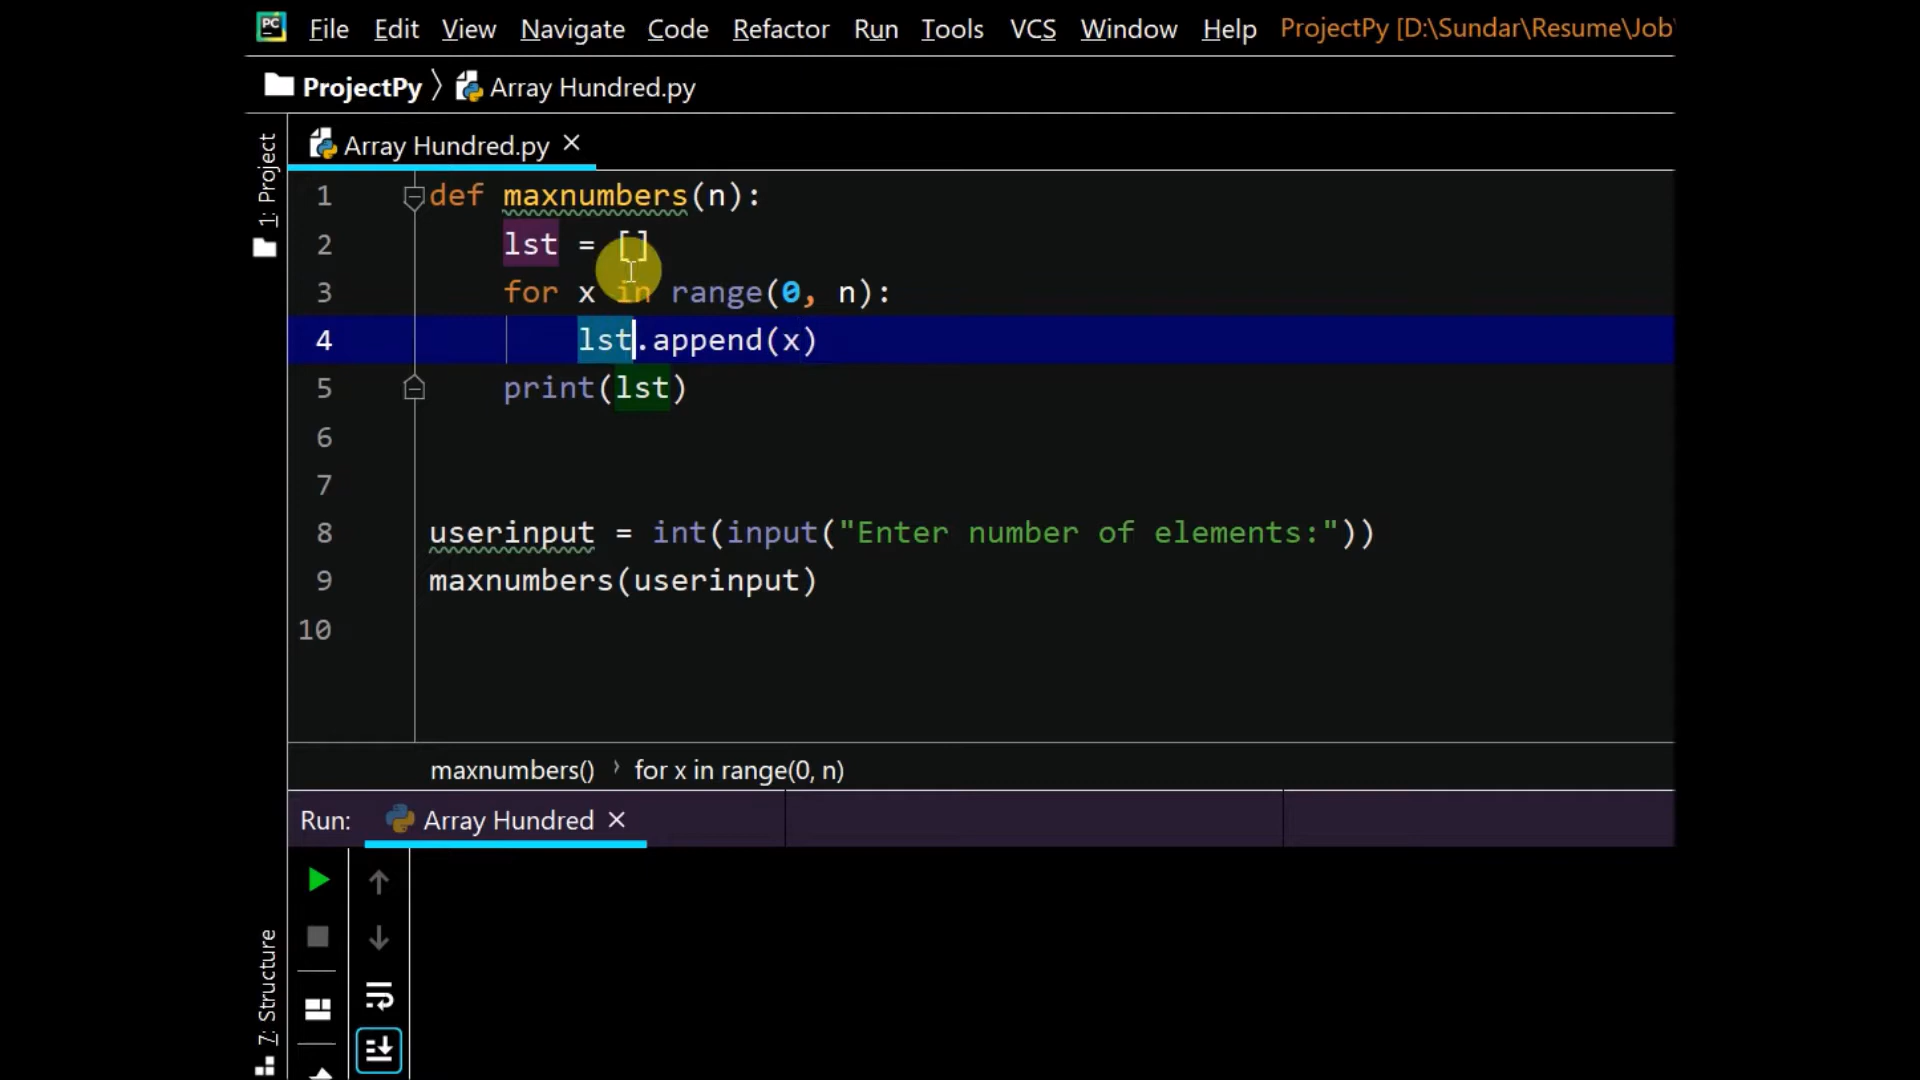 PC File Edit View Navigate Code Refactor Run Tools VCS Window Help ProjectPy [D:\Sundar\Resume\Job\
ProjectPy 〉 Array Hundred.py
1: Project
Array Hundred.py ×
1 def maxnumbers(n):
2     lst = []
3     for x in range(0, n):
4         lst.append(x)
5     print(lst)
6
7
8 userinput = int(input("Enter number of elements:"))
9 maxnumbers(userinput)
10
maxnumbers() › for x in range(0, n)
Run: Array Hundred ×
7: Structure